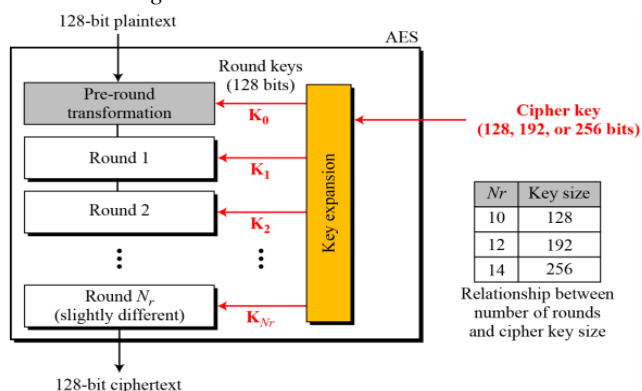 128-bit plaintext
AES
Round keys
(128 bits)
Pre-round
transformation
K0
Cipher key
(128, 192, or 256 bits)
Round 1
K1
Key expansion
Round 2
K2
Nr Key size
10 128
12 192
14 256
Relationship between
number of rounds
and cipher key size
Round Nr
(slightly different)
KNr
128-bit ciphertext